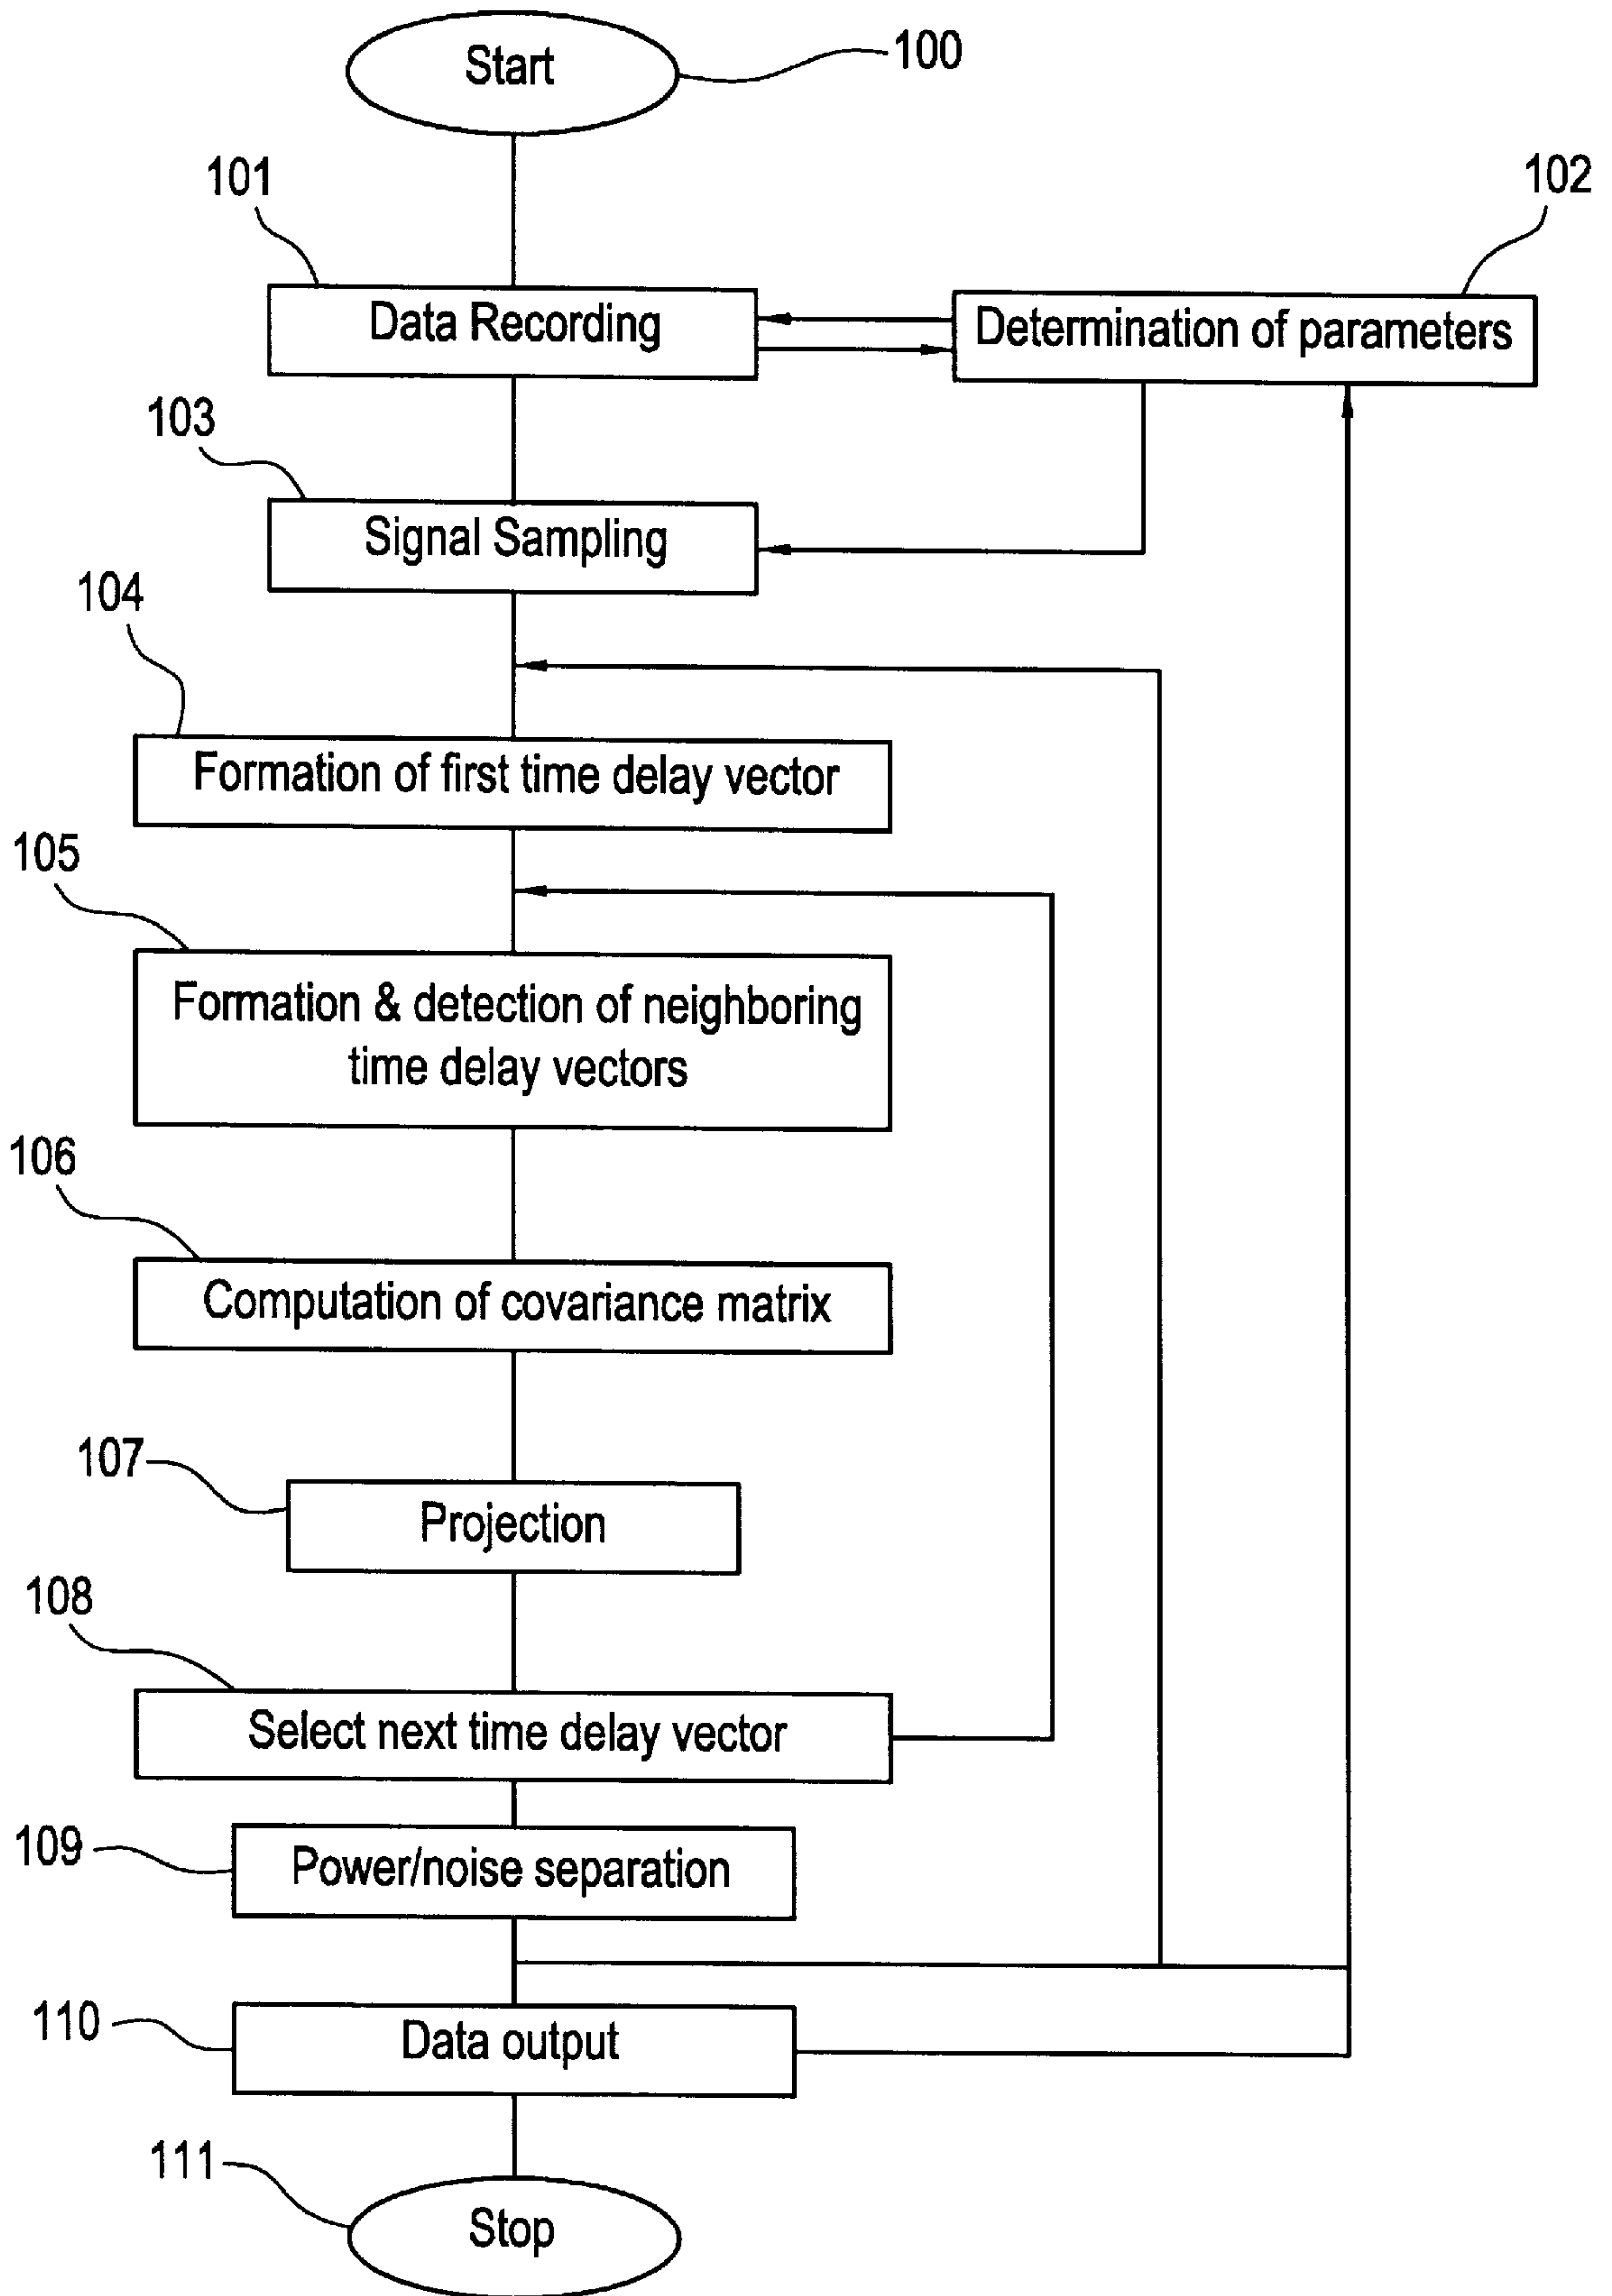 Start
100
101
102
Data Recording
Determination of parameters
103
Signal Sampling
104
Formation of first time delay vector
105
Formation & detection of neighboring
time delay vectors
106
Computation of covariance matrix
107
Projection
108
Select next time delay vector
109
Power/noise separation
110
Data output
111
Stop